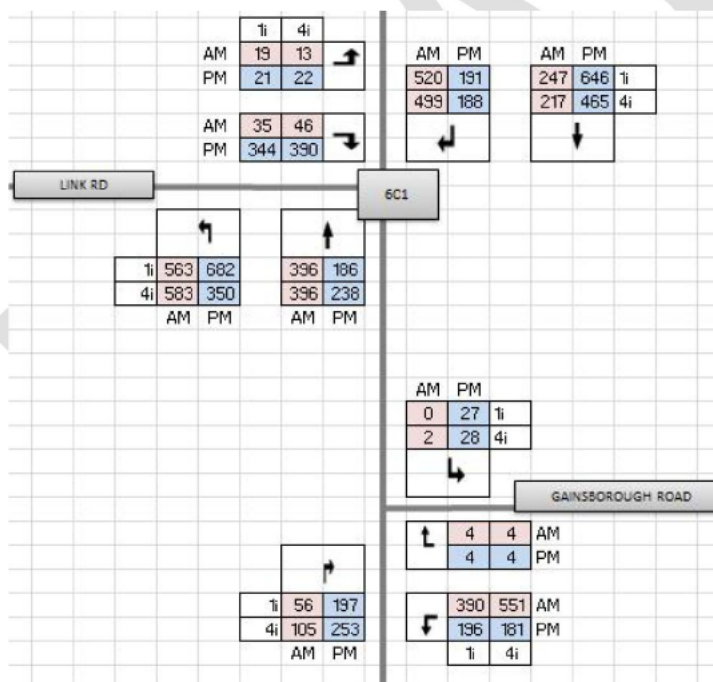 1i 4i
AM 19 13
PM 21 22
AM PM
520 191
499 188
AM PM
247 646 1i
217 465 4i
AM 35 46
PM 344 390
LINK RD
6C1
1i 563 682
4i 583 350
AM PM
396 186
396 238
AM PM
AM PM
0 27 1i
2 28 4i
GAINSBOROUGH ROAD
4 4 AM
4 4 PM
1i 56 197
4i 105 253
AM PM
390 551 AM
196 181 PM
1i 4i